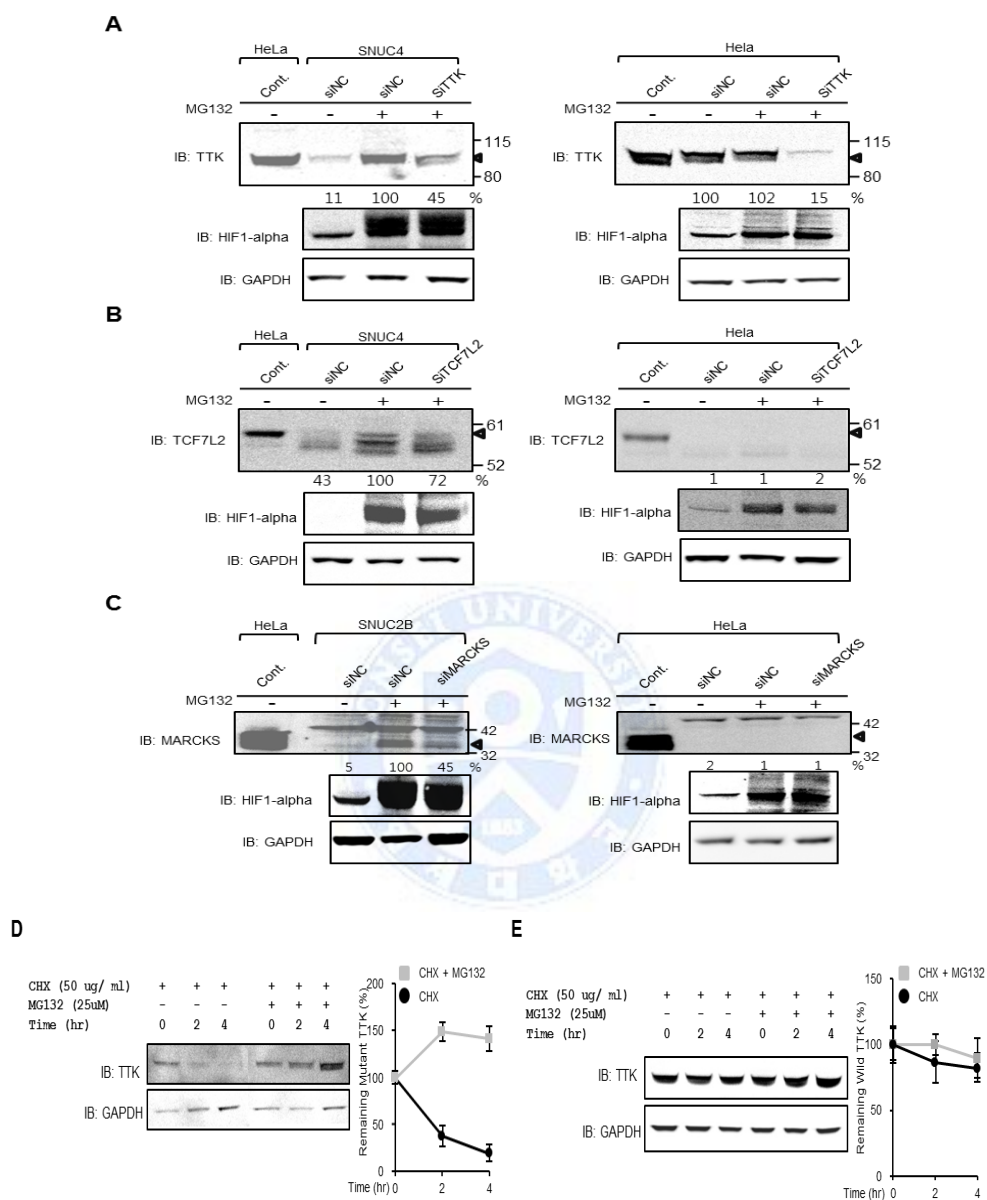 A
HeLa SNUC4
Cont. siNC siNC SiTTK
MG132 - - + +
IB: TTK
115
80
11 100 45 %
IB: HIF1-alpha
IB: GAPDH
Hela
Cont. siNC siNC SiTTK
MG132 - - + +
IB: TTK
115
80
100 102 15 %
IB: HIF1-alpha
IB: GAPDH
B
HeLa SNUC4
Cont. siNC siNC SiTCF7L2
MG132 - - + +
IB: TCF7L2
61
52
43 100 72 %
IB: HIF1-alpha
IB: GAPDH
Hela
Cont. siNC siNC SiTCF7L2
MG132 - - + +
IB: TCF7L2
61
52
1 1 2 %
IB: HIF1-alpha
IB: GAPDH
C
HeLa SNUC2B
Cont. siNC siNC siMARCKS
MG132 - - + +
IB: MARCKS
42
32
5 100 45 %
IB: HIF1-alpha
IB: GAPDH
HeLa
Cont. siNC siNC siMARCKS
MG132 - - + +
IB: MARCKS
42
32
2 1 1 %
IB: HIF1-alpha
IB: GAPDH
UNIVERSI
D
CHX (50 ug/ ml) + + + + + +
MG132 (25uM) - - - + + +
Time (hr) 0 2 4 0 2 4
IB: TTK
IB: GAPDH
Remaining Mutant TTK (%)
200
150
100
50
0
CHX + MG132
CHX
Time (hr) 0 2 4
E
CHX (50 ug/ ml) + + + + + +
MG132 (25uM) - - - + + +
Time (hr) 0 2 4 0 2 4
IB: TTK
IB: GAPDH
Remaining Wild TTK (%)
150
100
50
0
CHX + MG132
CHX
Time (hr) 0 2 4